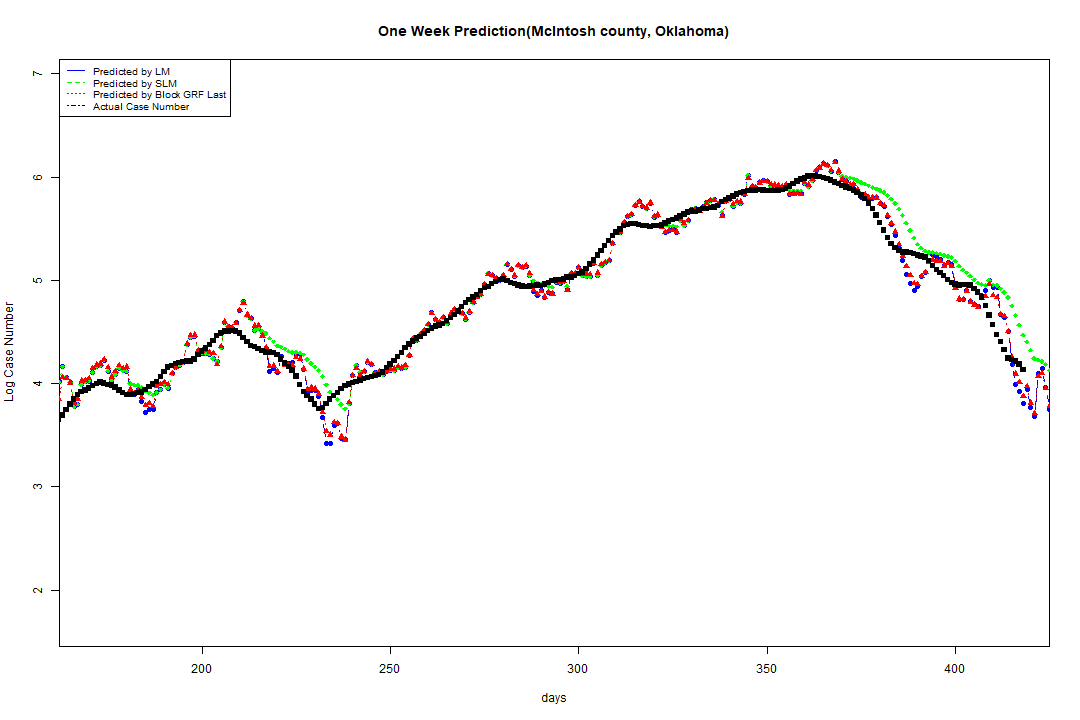 One Week Prediction(McIntosh county, Oklahoma)
Predicted by LM
Predicted by SLM
Predicted by Block GRF Last
Actual Case Number
7
6
5
4
3
2
Log Case Number
200 250 300 350 400
days